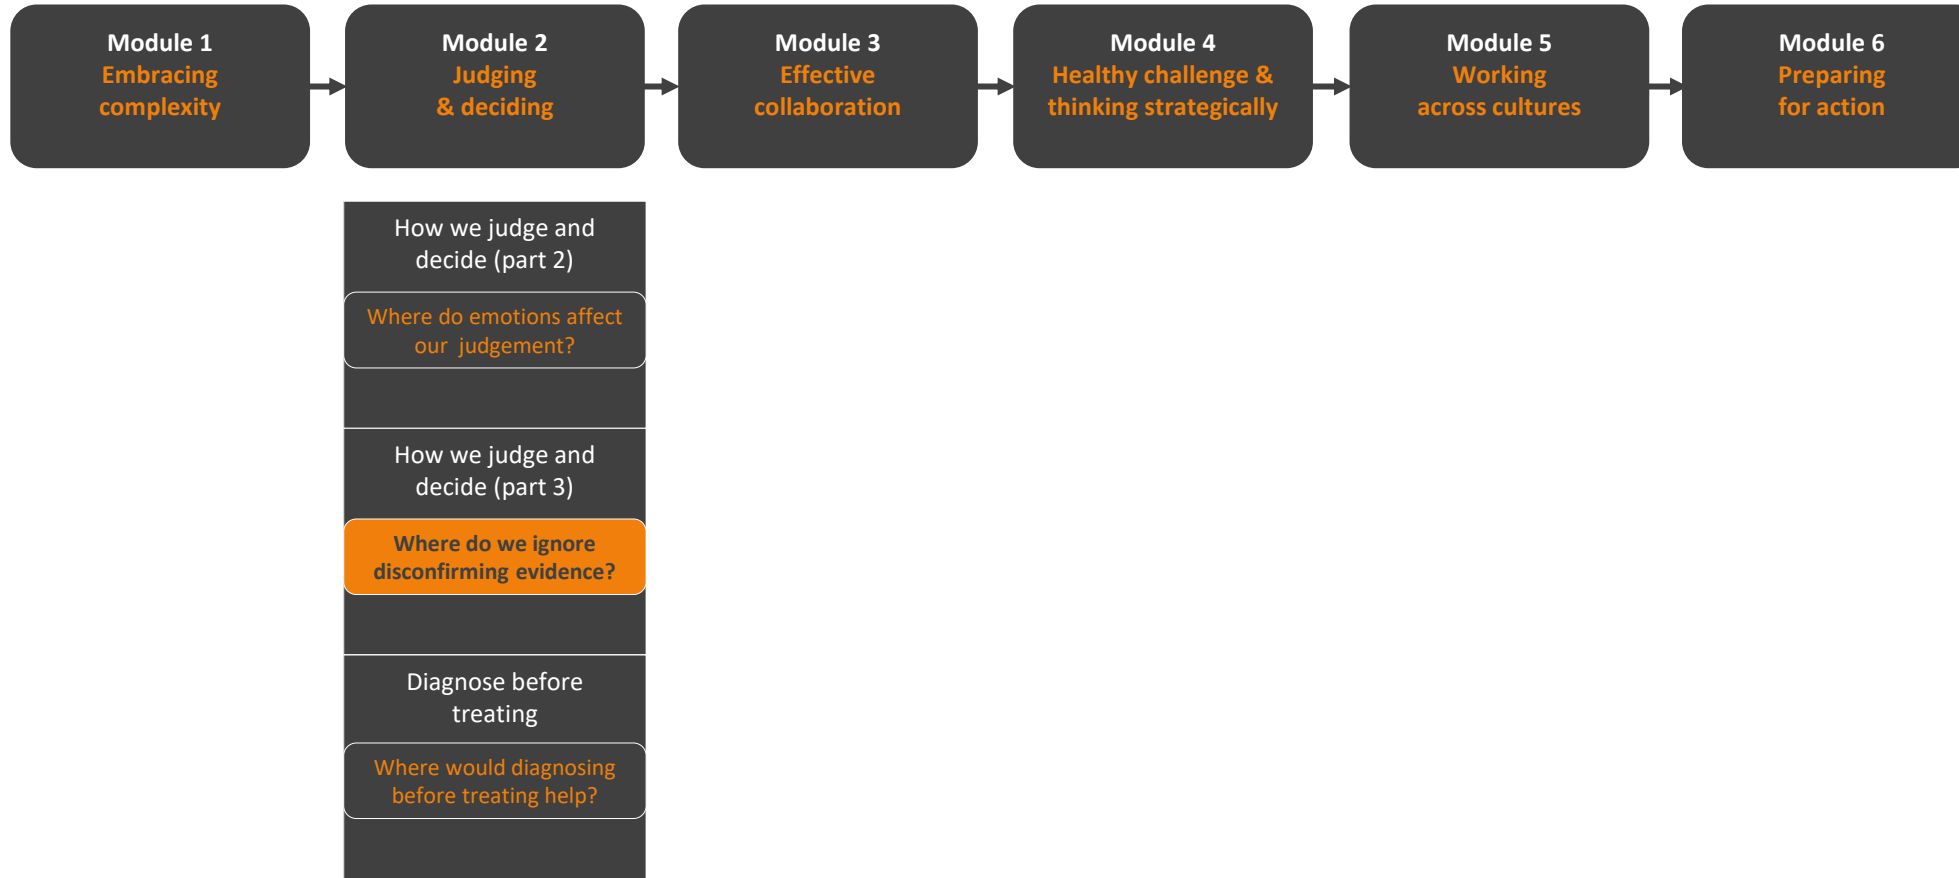 Module 1
Embracing
complexity
Module 2
Judging
& deciding
Module 3
Effective
collaboration
Module 4
Healthy challenge &
thinking strategically
Module 5
Working
across cultures
Module 6
Preparing
for action
How we judge and
decide (part 2)
Where do emotions affect
our judgement?
How we judge and
decide (part 3)
Where do we ignore
disconfirming evidence?
Diagnose before
treating
Where would diagnosing
before treating help?